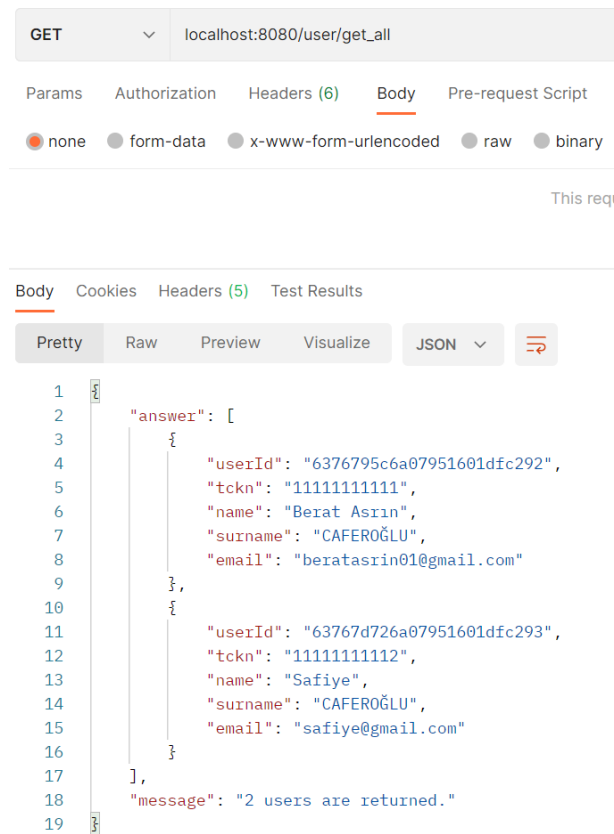 GET localhost:8080/user/get_all
Params Authorization Headers (6) Body Pre-request Script
none form-data x-www-form-urlencoded raw binary
This requ
Body Cookies Headers (5) Test Results
Pretty Raw Preview Visualize JSON
1 {
2 "answer": [
3 {
4 "userId": "6376795c6a07951601dfc292",
5 "tckn": "11111111111",
6 "name": "Berat Asrın",
7 "surname": "CAFEROĞLU",
8 "email": "beratasrin01@gmail.com"
9 },
10 {
11 "userId": "63767d726a07951601dfc293",
12 "tckn": "11111111112",
13 "name": "Safiye",
14 "surname": "CAFEROĞLU",
15 "email": "safiye@gmail.com"
16 }
17 ],
18 "message": "2 users are returned."
19 }